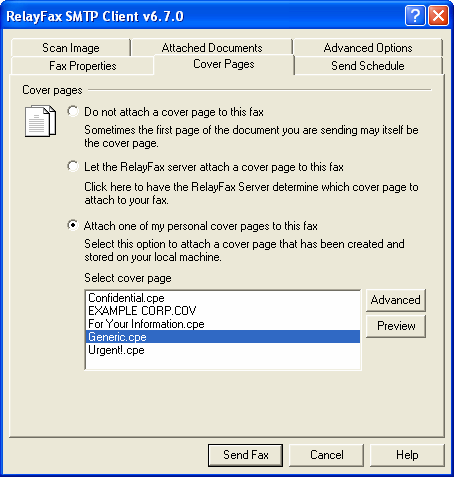 RelayFax SMTP Client v6.7.0
Scan Image Attached Documents Advanced Options
Fax Properties Cover Pages Send Schedule
Cover pages
Do not attach a cover page to this fax
Sometimes the first page of the document you are sending may itself be
the cover page.
Let the RelayFax server attach a cover page to this fax
Click here to have the RelayFax Server determine which cover page to
attach to your fax.
Attach one of my personal cover pages to this fax
Select this option to attach a cover page that has been created and
stored on your local machine.
Select cover page
Confidential.cpe
EXAMPLE CORP.COV
For Your Information.cpe
Generic.cpe
Urgent!.cpe
Advanced
Preview
Send Fax Cancel Help